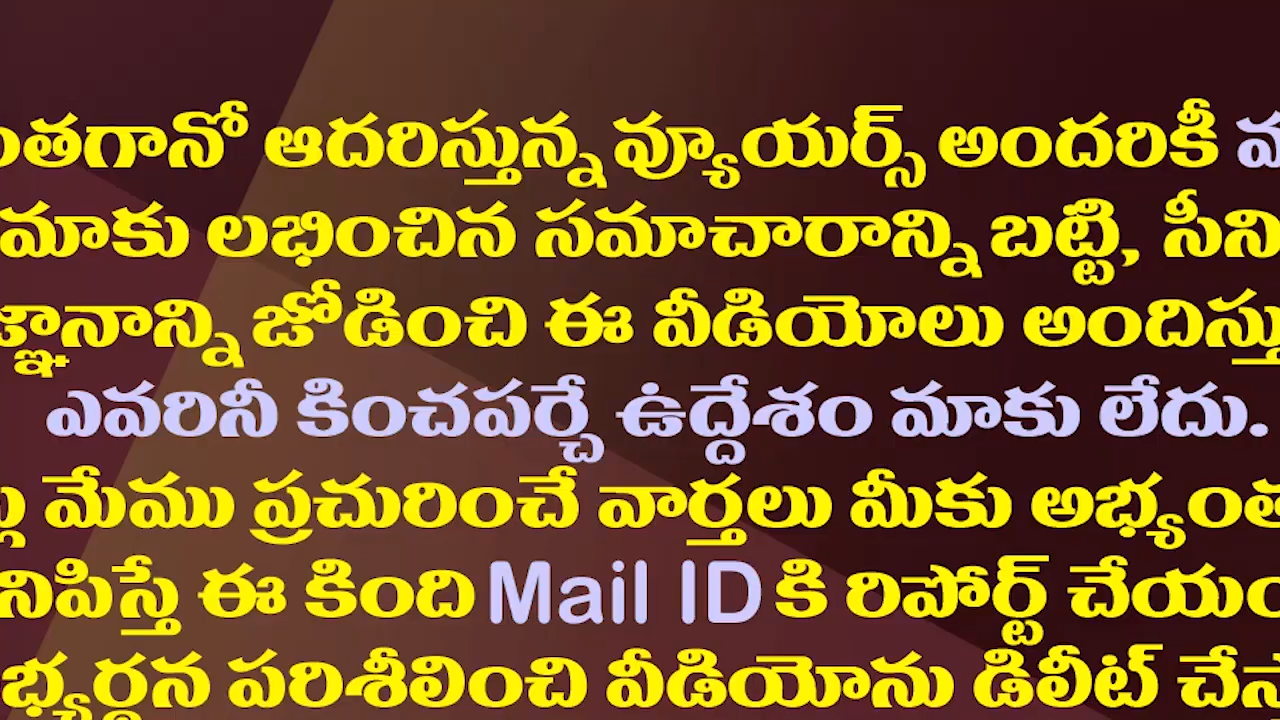 ంతగానో ఆదరిస్తున్న వ్యూయర్స్ అందరికీ
మాకు లభించిన సమాచారాన్ని బట్టి, సీని
జ్ఞానాన్ని జోడించి ఈ వీడియోలు అందిస్తు
ఎవరినీ కించపర్చే ఉద్దేశం మాకు లేదు.
మేము ప్రచురించే వార్తలు మీకు అభ్యంత
నిపిస్తే ఈ కింది Mail ID కి రిపోర్ట్ చేయం
భ్యర్థన పరిశీలించి వీడియోను డిలీట్ చేస